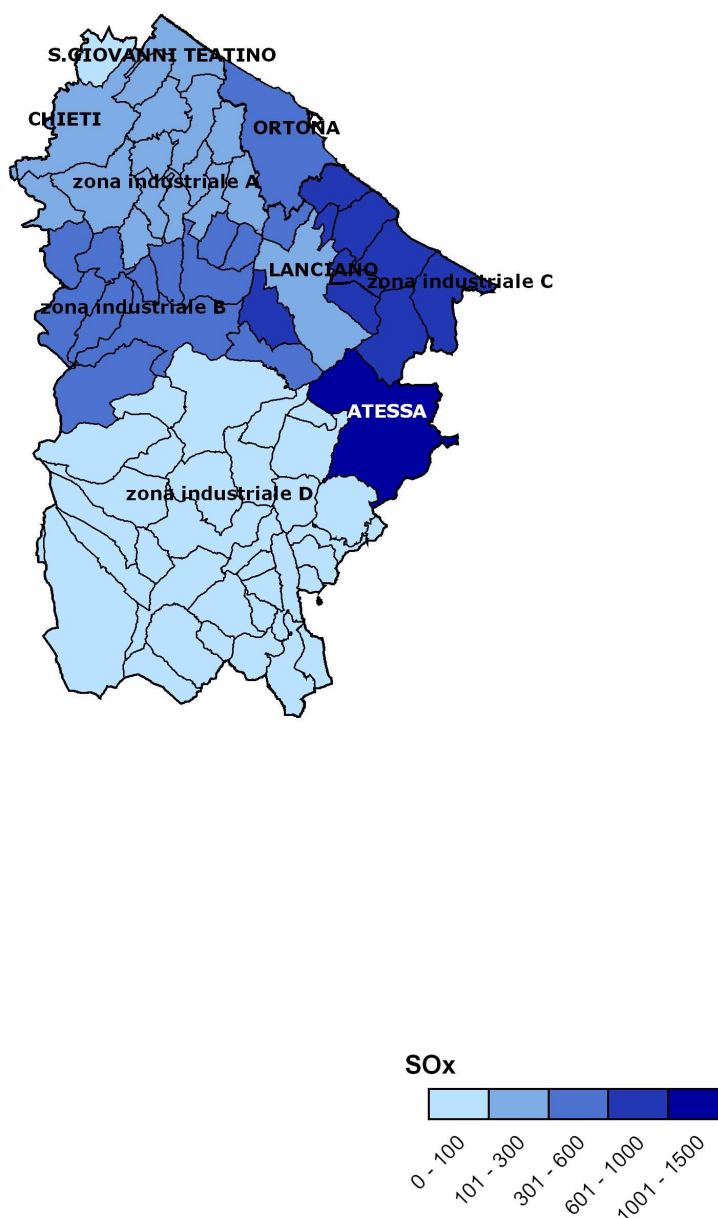 S.GIOVANNI TEATINO
CHIETI
ORTONA
zona industriale A
LANCIANO
zona industriale C
zona industriale B
ATESSA
zona industriale D
SOx
0 - 100
101 - 300
301 - 600
601 - 1000
1001 - 1500